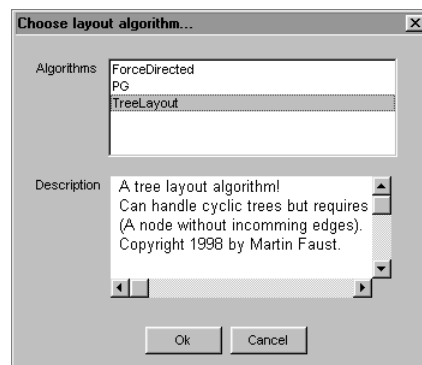 Choose layout algorithm...
Algorithms
ForceDirected
PG
TreeLayout
Description
A tree layout algorithm!
Can handle cyclic trees but requires
(A node without incomming edges).
Copyright 1998 by Martin Faust.
Ok
Cancel